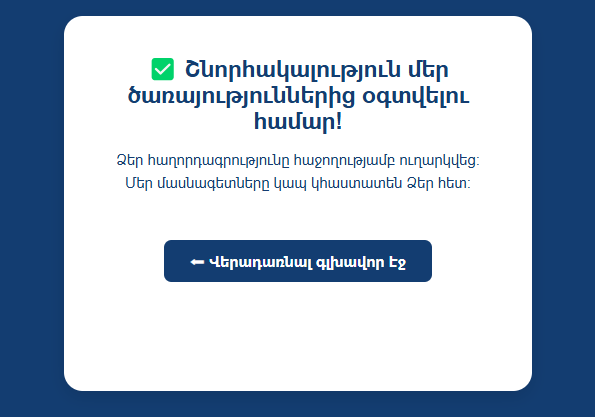 ✅ Շնորհակալություն մեր
ծառայություններից օգտվելու
համար!
Ձեր հաղորդագրությունը հաջողությամբ ուղարկվեց։
Մեր մասնագետները կապ կհաստատեն Ձեր հետ։
⬅ Վերադառնալ գլխավոր Էջ